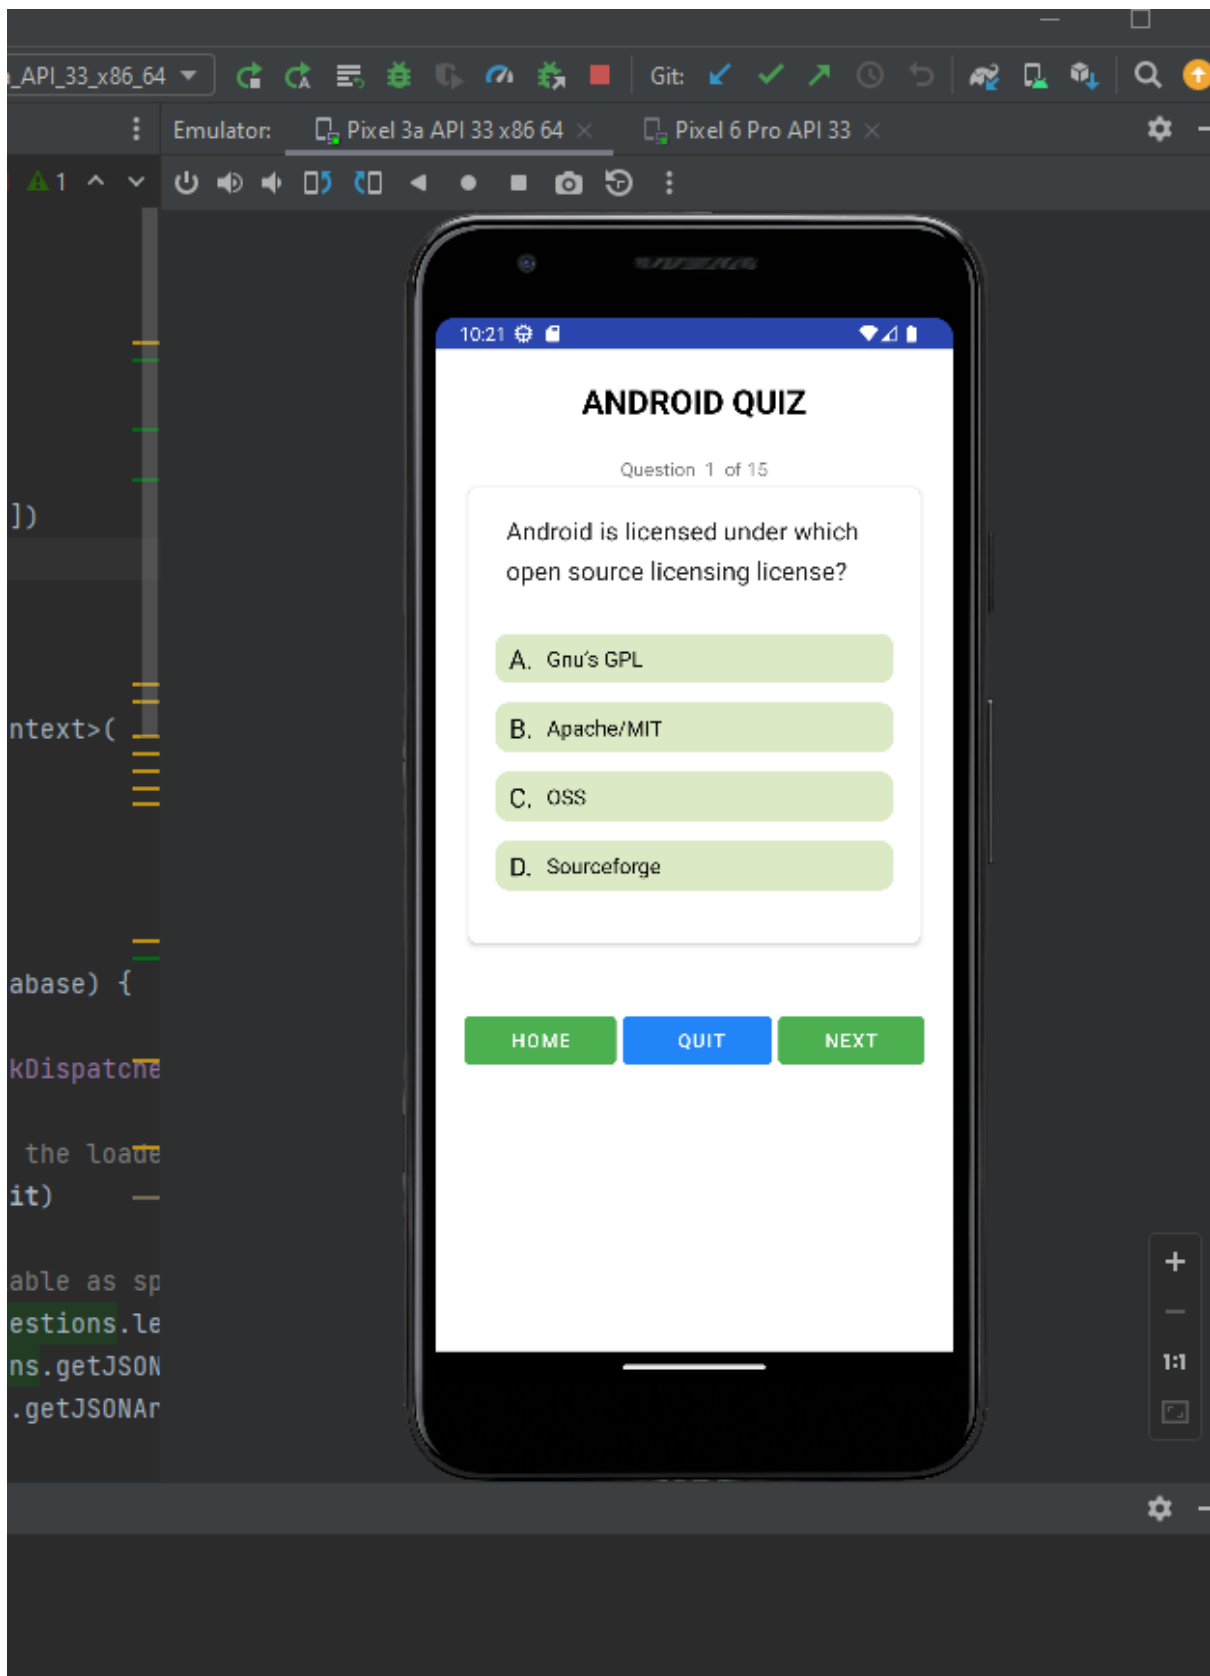 _API_33_x86_64
Git:
Emulator:
Pixel 3a API 33 x86 64
Pixel 6 Pro API 33
1
10:21
ANDROID QUIZ
Question 1 of 15
])
Android is licensed under which
open source licensing license?
A. Gnu's GPL
ntext>(
B. Apache/MIT
C. OSS
D. Sourceforge
abase) {
HOME
QUIT
NEXT
kDispatche
the loade
it)
able as sp
estions.le
ns.getJSON
1:1
.getJSONAr